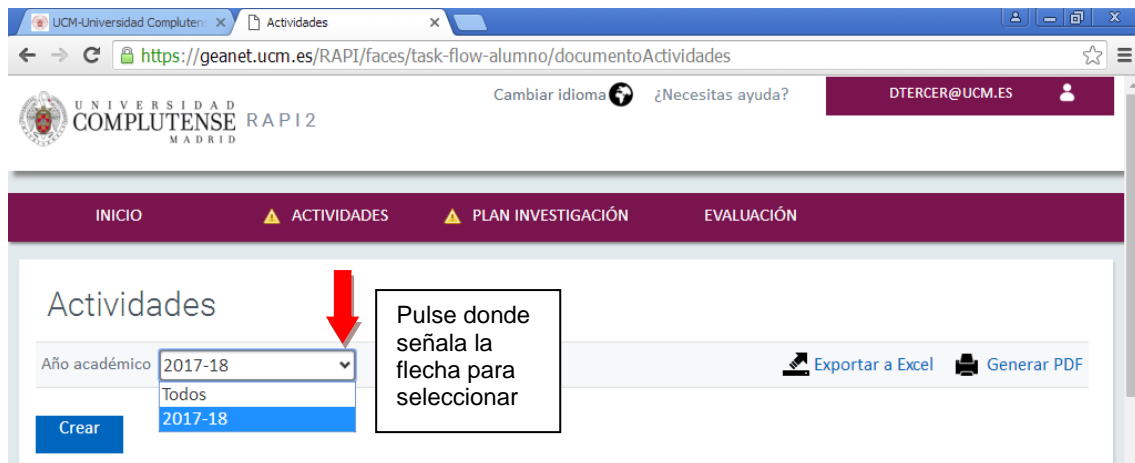 UCM-Universidad Complutens
Actividades
https://geanet.ucm.es/RAPI/faces/task-flow-alumno/documentoActividades
UNIVERSIDAD
COMPLUTENSE
MADRID
RAPI2
Cambiar idioma
¿Necesitas ayuda?
DTERCER@UCM.ES
INICIO
ACTIVIDADES
PLAN INVESTIGACIÓN
EVALUACIÓN
Actividades
Pulse donde
señala la
flecha para
seleccionar
Año académico
2017-18
Exportar a Excel
Generar PDF
Todos
2017-18
Crear